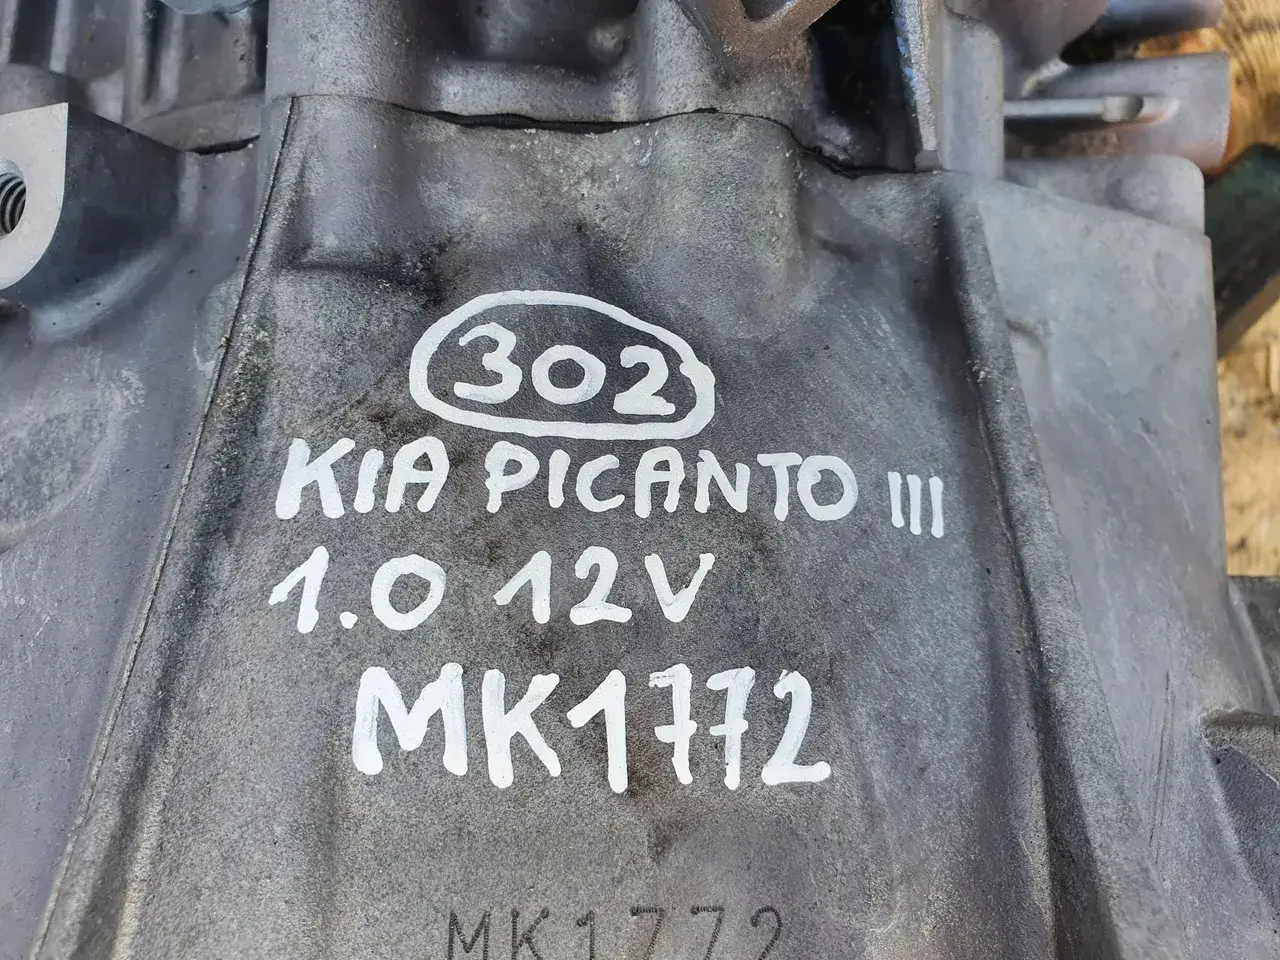 302
KIA PICANTO III
1.0 12V
MK1772
MK1772